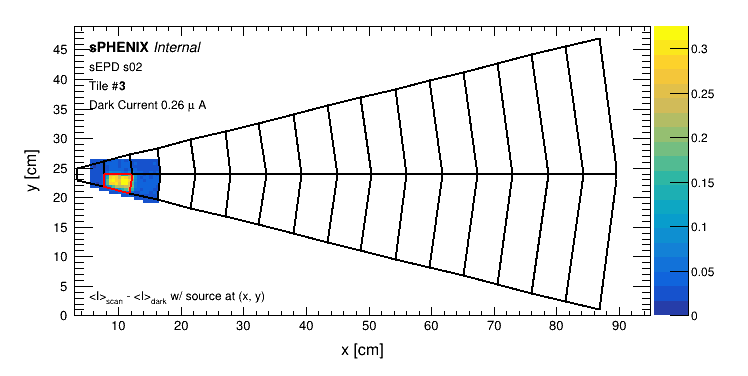 sPHENIX Internal
sEPD s02
Tile #3
Dark Current 0.26 μ A
<I>scan - <I>dark w/ source at (x, y)
y [cm]
45
40
35
30
25
20
15
10
5
0
10 20 30 40 50 60 70 80 90
x [cm]
0.3
0.25
0.2
0.15
0.1
0.05
0